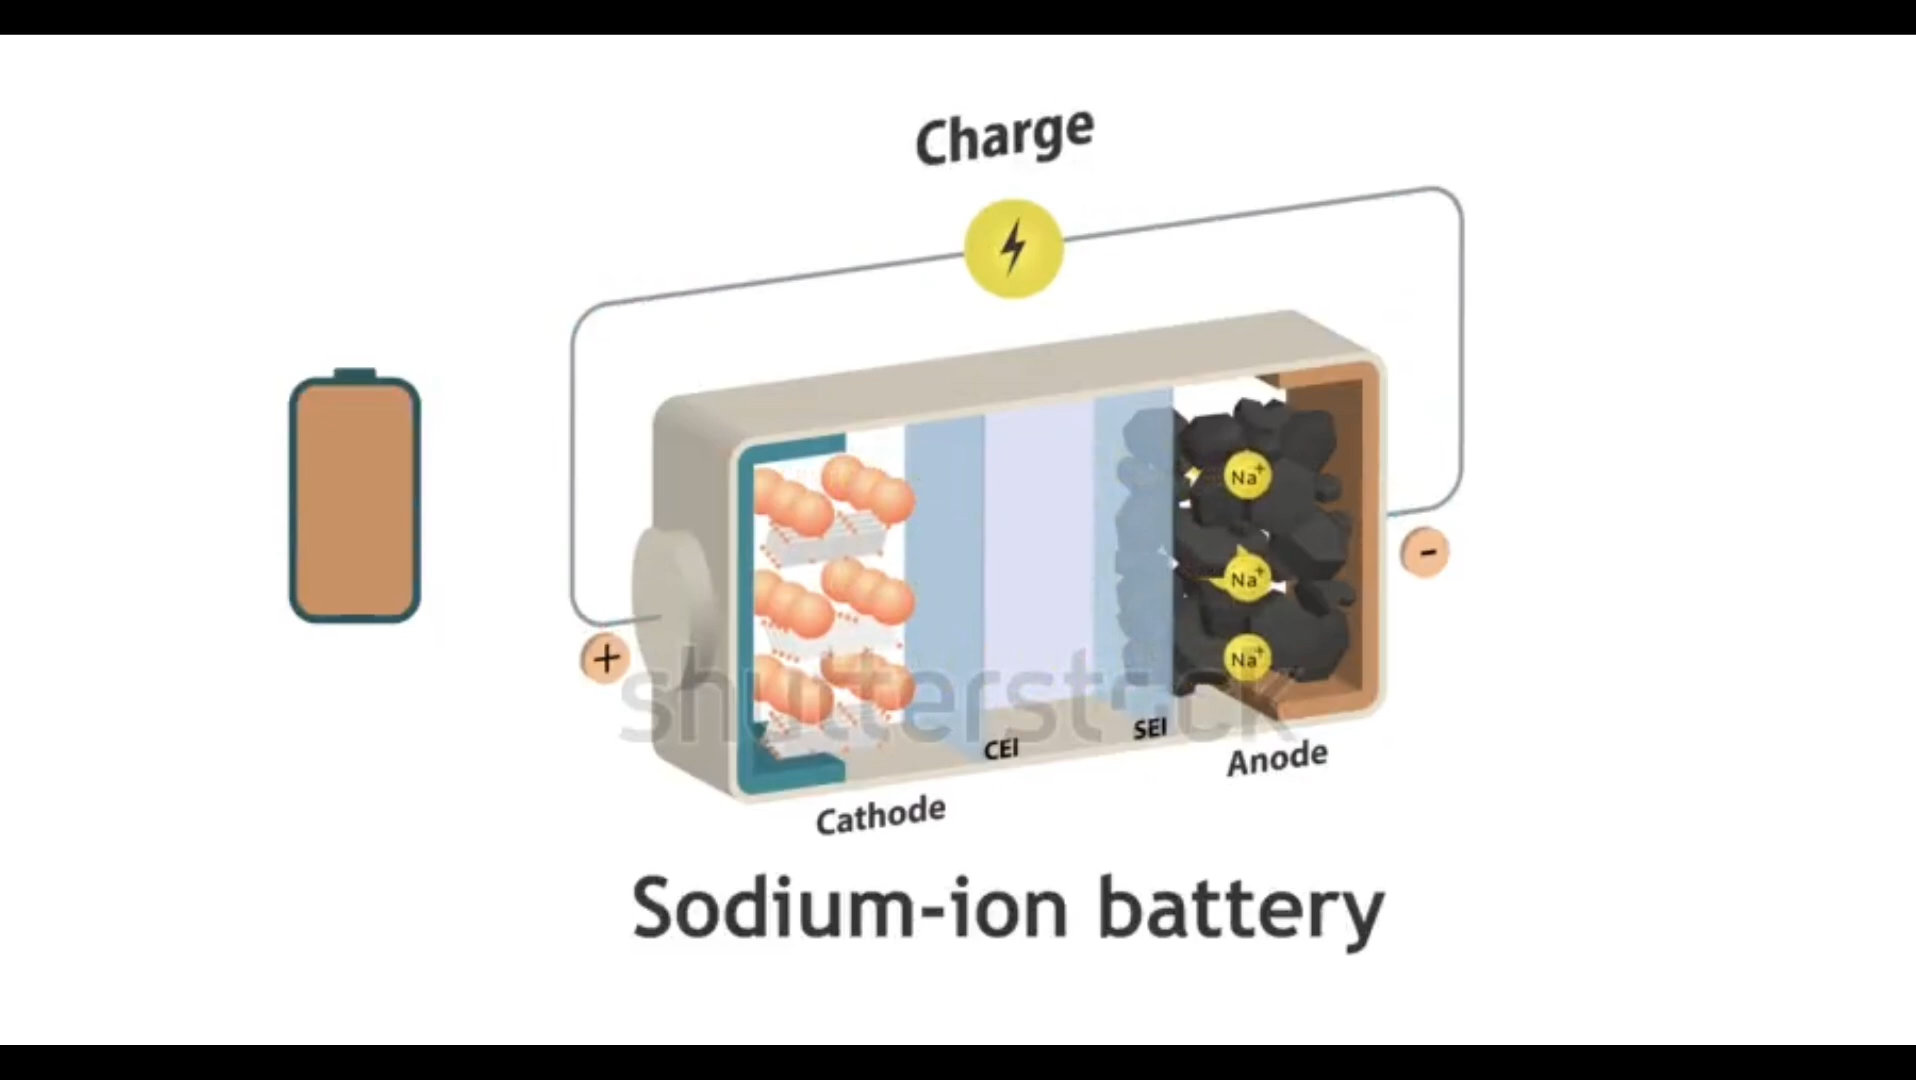 Charge
+
-
Na+
Na+
Na+
shutterstock
CEI
SEI
Anode
Cathode
Sodium-ion battery